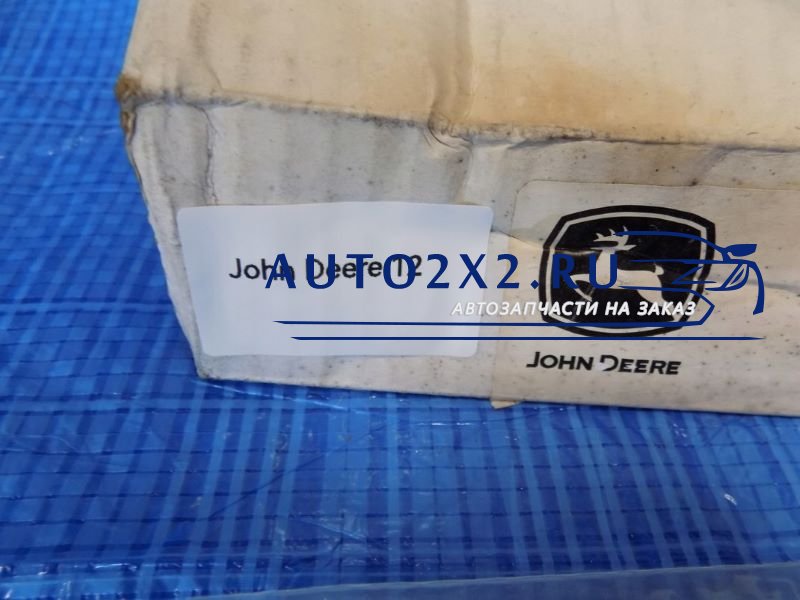 John Deere 12
AUTO2X2.RU
АВТОЗАПЧАСТИ НА ЗАКАЗ
JOHN DEERE